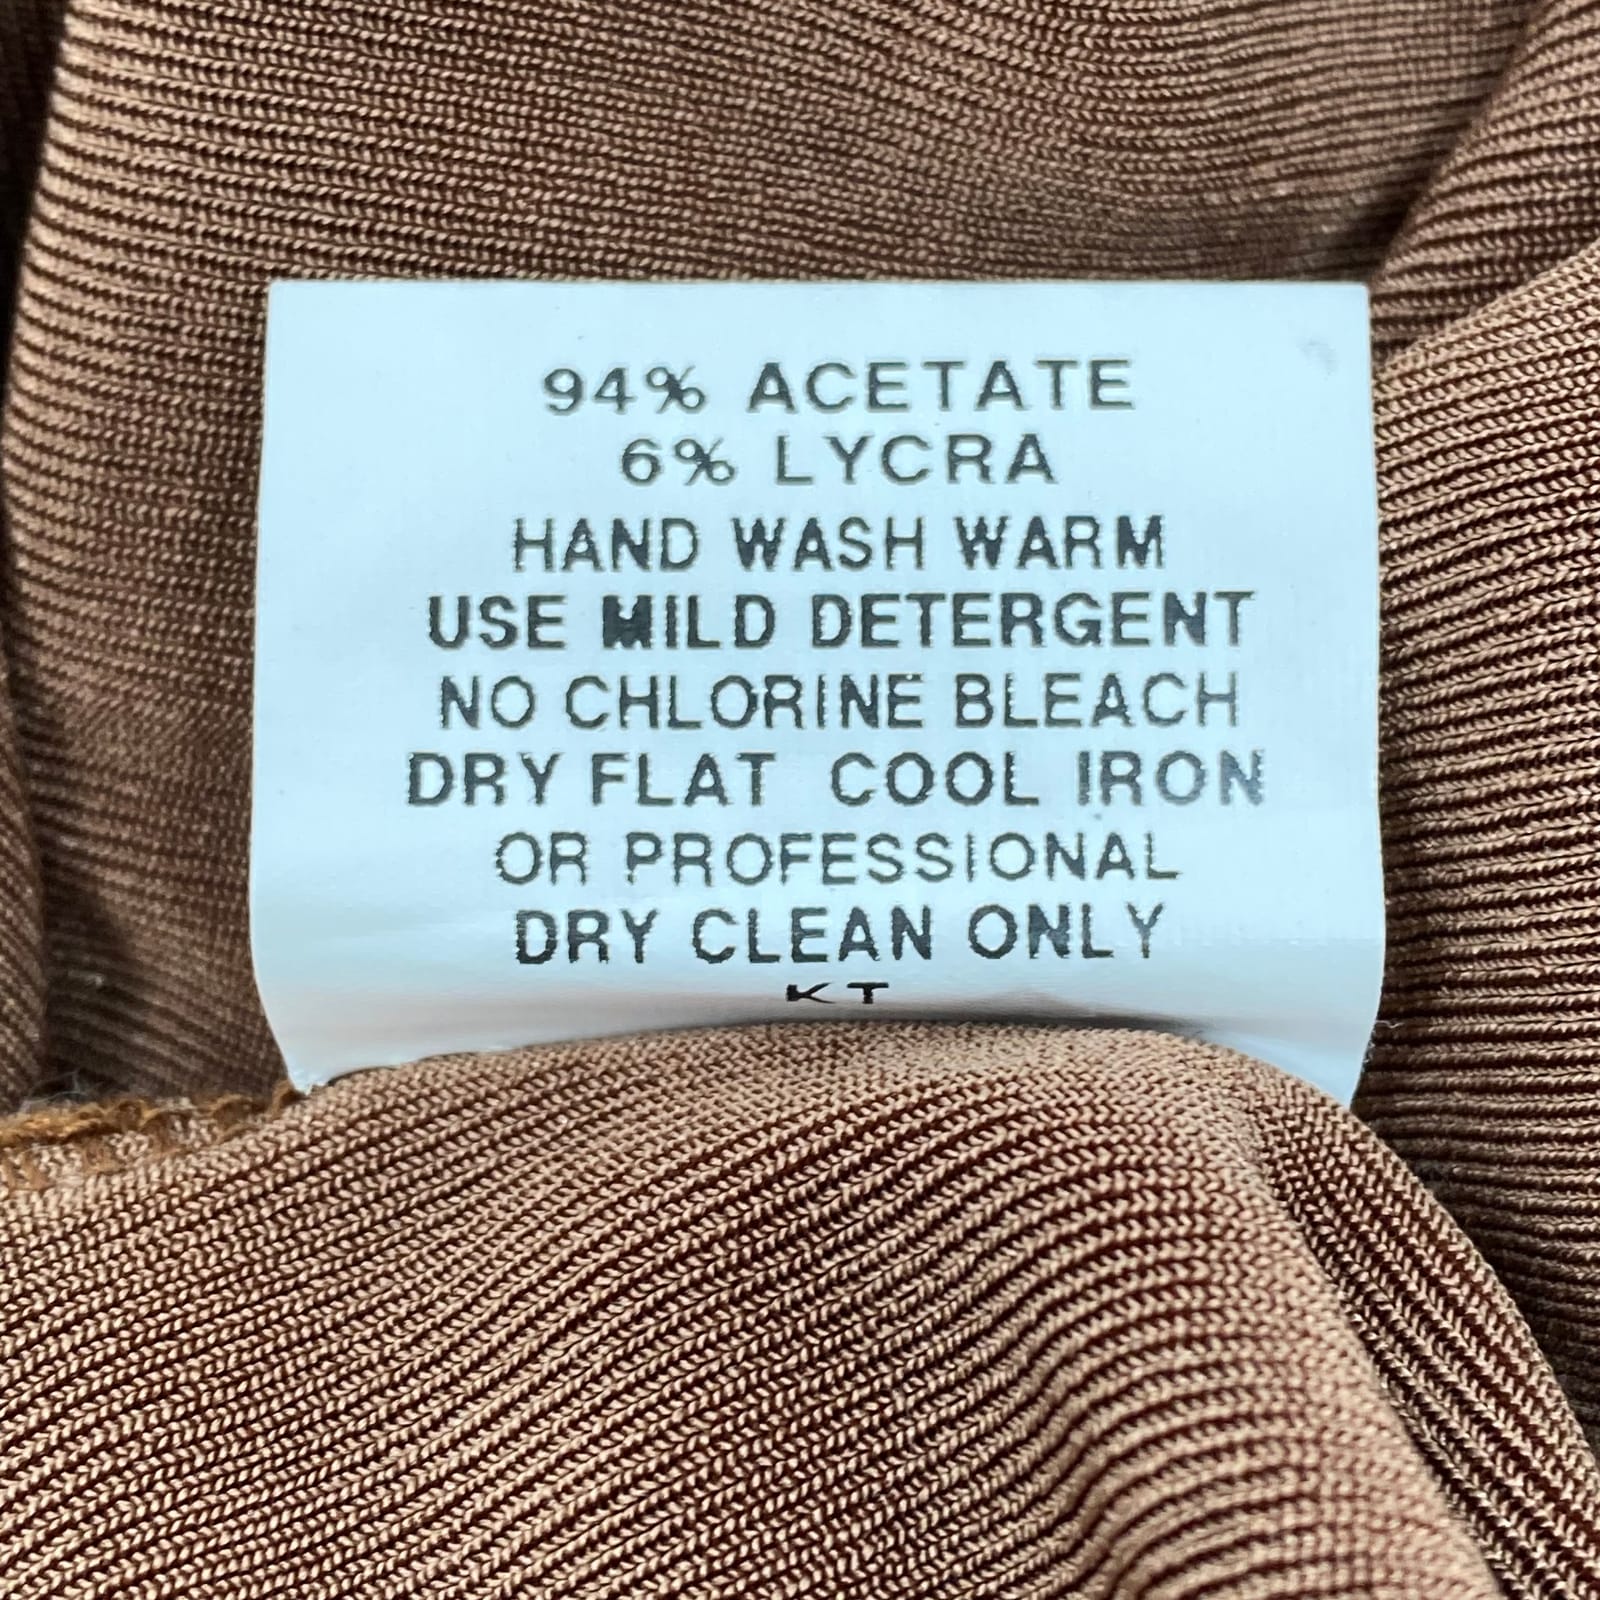 94% ACETATE
6% LYCRA
HAND WASH WARM
USE MILD DETERGENT
NO CHLORINE BLEACH
DRY FLAT COOL IRON
OR PROFESSIONAL
DRY CLEAN ONLY
KT